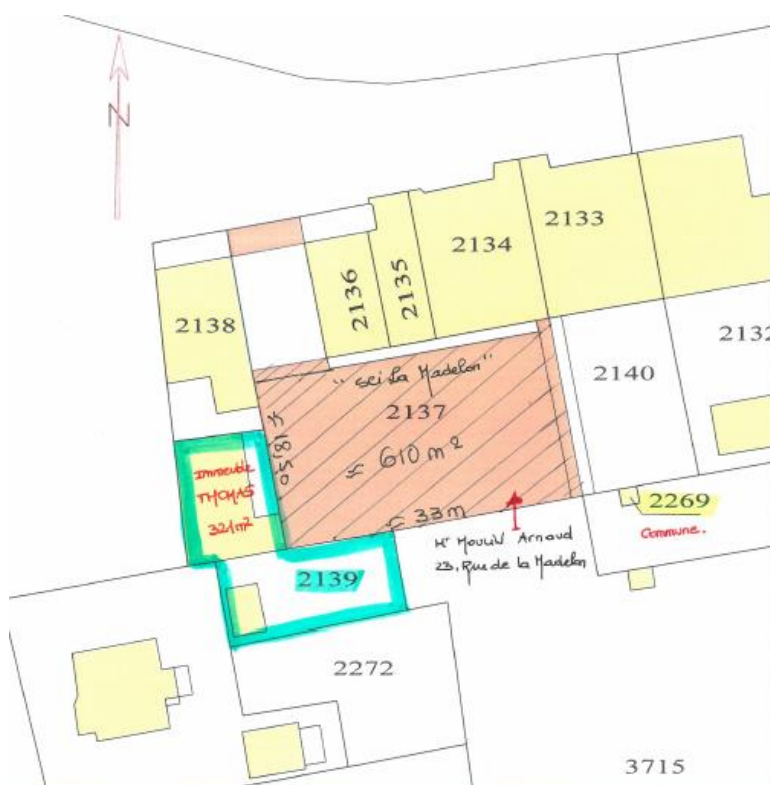 N
2133
2134
2136
2135
2138
2132
"SCI La Madelon"
2137
2140
≈ 18,50
≈ 610 m²
Immeuble
THOMAS
321m²
≈ 33m
2269
Commune.
Mr MOULIN Arnaud
23, Rue de la Madelon
2139
2272
3715